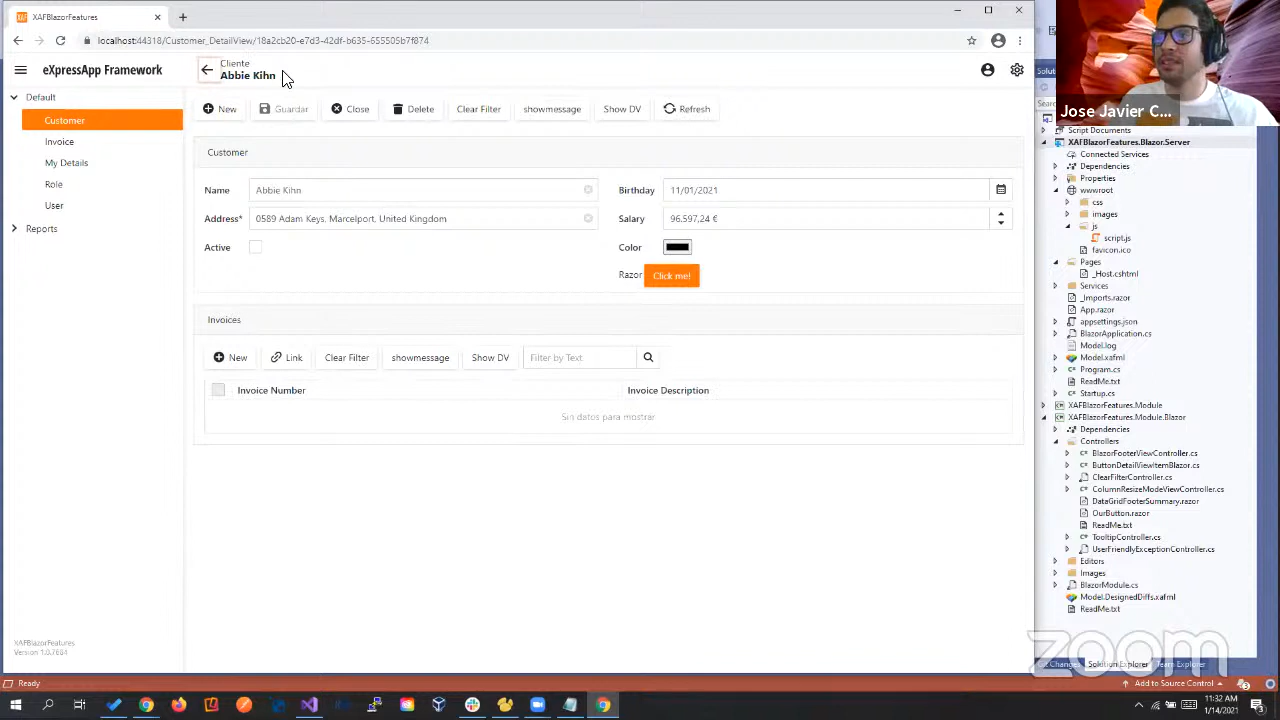 XAFBlazorFeatures
localhost:44318/Customer_DetailView/18a2cb20-e7d3-42df-bfe5-655505b7f874
eXpressApp Framework
Cliente
Abbie Kihn
Default
Customer
Invoice
My Details
Role
User
Reports
New
Guardar
Close
Delete
Clear Filter
showmessage
Show DV
Refresh
Customer
Name
Abbie Kihn
Birthday
11/01/2021
Address*
0589 Adam Keys, Marcelport, United Kingdom
Salary
96.597,24 €
Active
Color
Razor
Click me!
Invoices
New
Link
Clear Filter
showmessage
Show DV
Filter by Text
Invoice Number
Invoice Description
Sin datos para mostrar
XAFBlazorFeatures
Version 1.0.7684
Jose Javier C...
Script Documents
XAFBlazorFeatures.Blazor.Server
Connected Services
Dependencies
Properties
wwwroot
css
images
js
script.js
favicon.ico
Pages
_Host.cshtml
Services
_Imports.razor
App.razor
appsettings.json
BlazorApplication.cs
Model.log
Model.xafml
Program.cs
ReadMe.txt
Startup.cs
XAFBlazorFeatures.Module
XAFBlazorFeatures.Module.Blazor
Dependencies
Controllers
BlazorFooterViewController.cs
ButtonDetailViewItemBlazor.cs
ClearFilterController.cs
ColumnResizeModeViewController.cs
DataGridFooterSummary.razor
OurButton.razor
ReadMe.txt
TooltipController.cs
UserFriendlyExceptionController.cs
Editors
Images
BlazorModule.cs
Model.DesignedDiffs.xafml
ReadMe.txt
zoom
Git Changes
Solution Explorer
Team Explorer
Ready
Add to Source Control
11:32 AM
1/14/2021